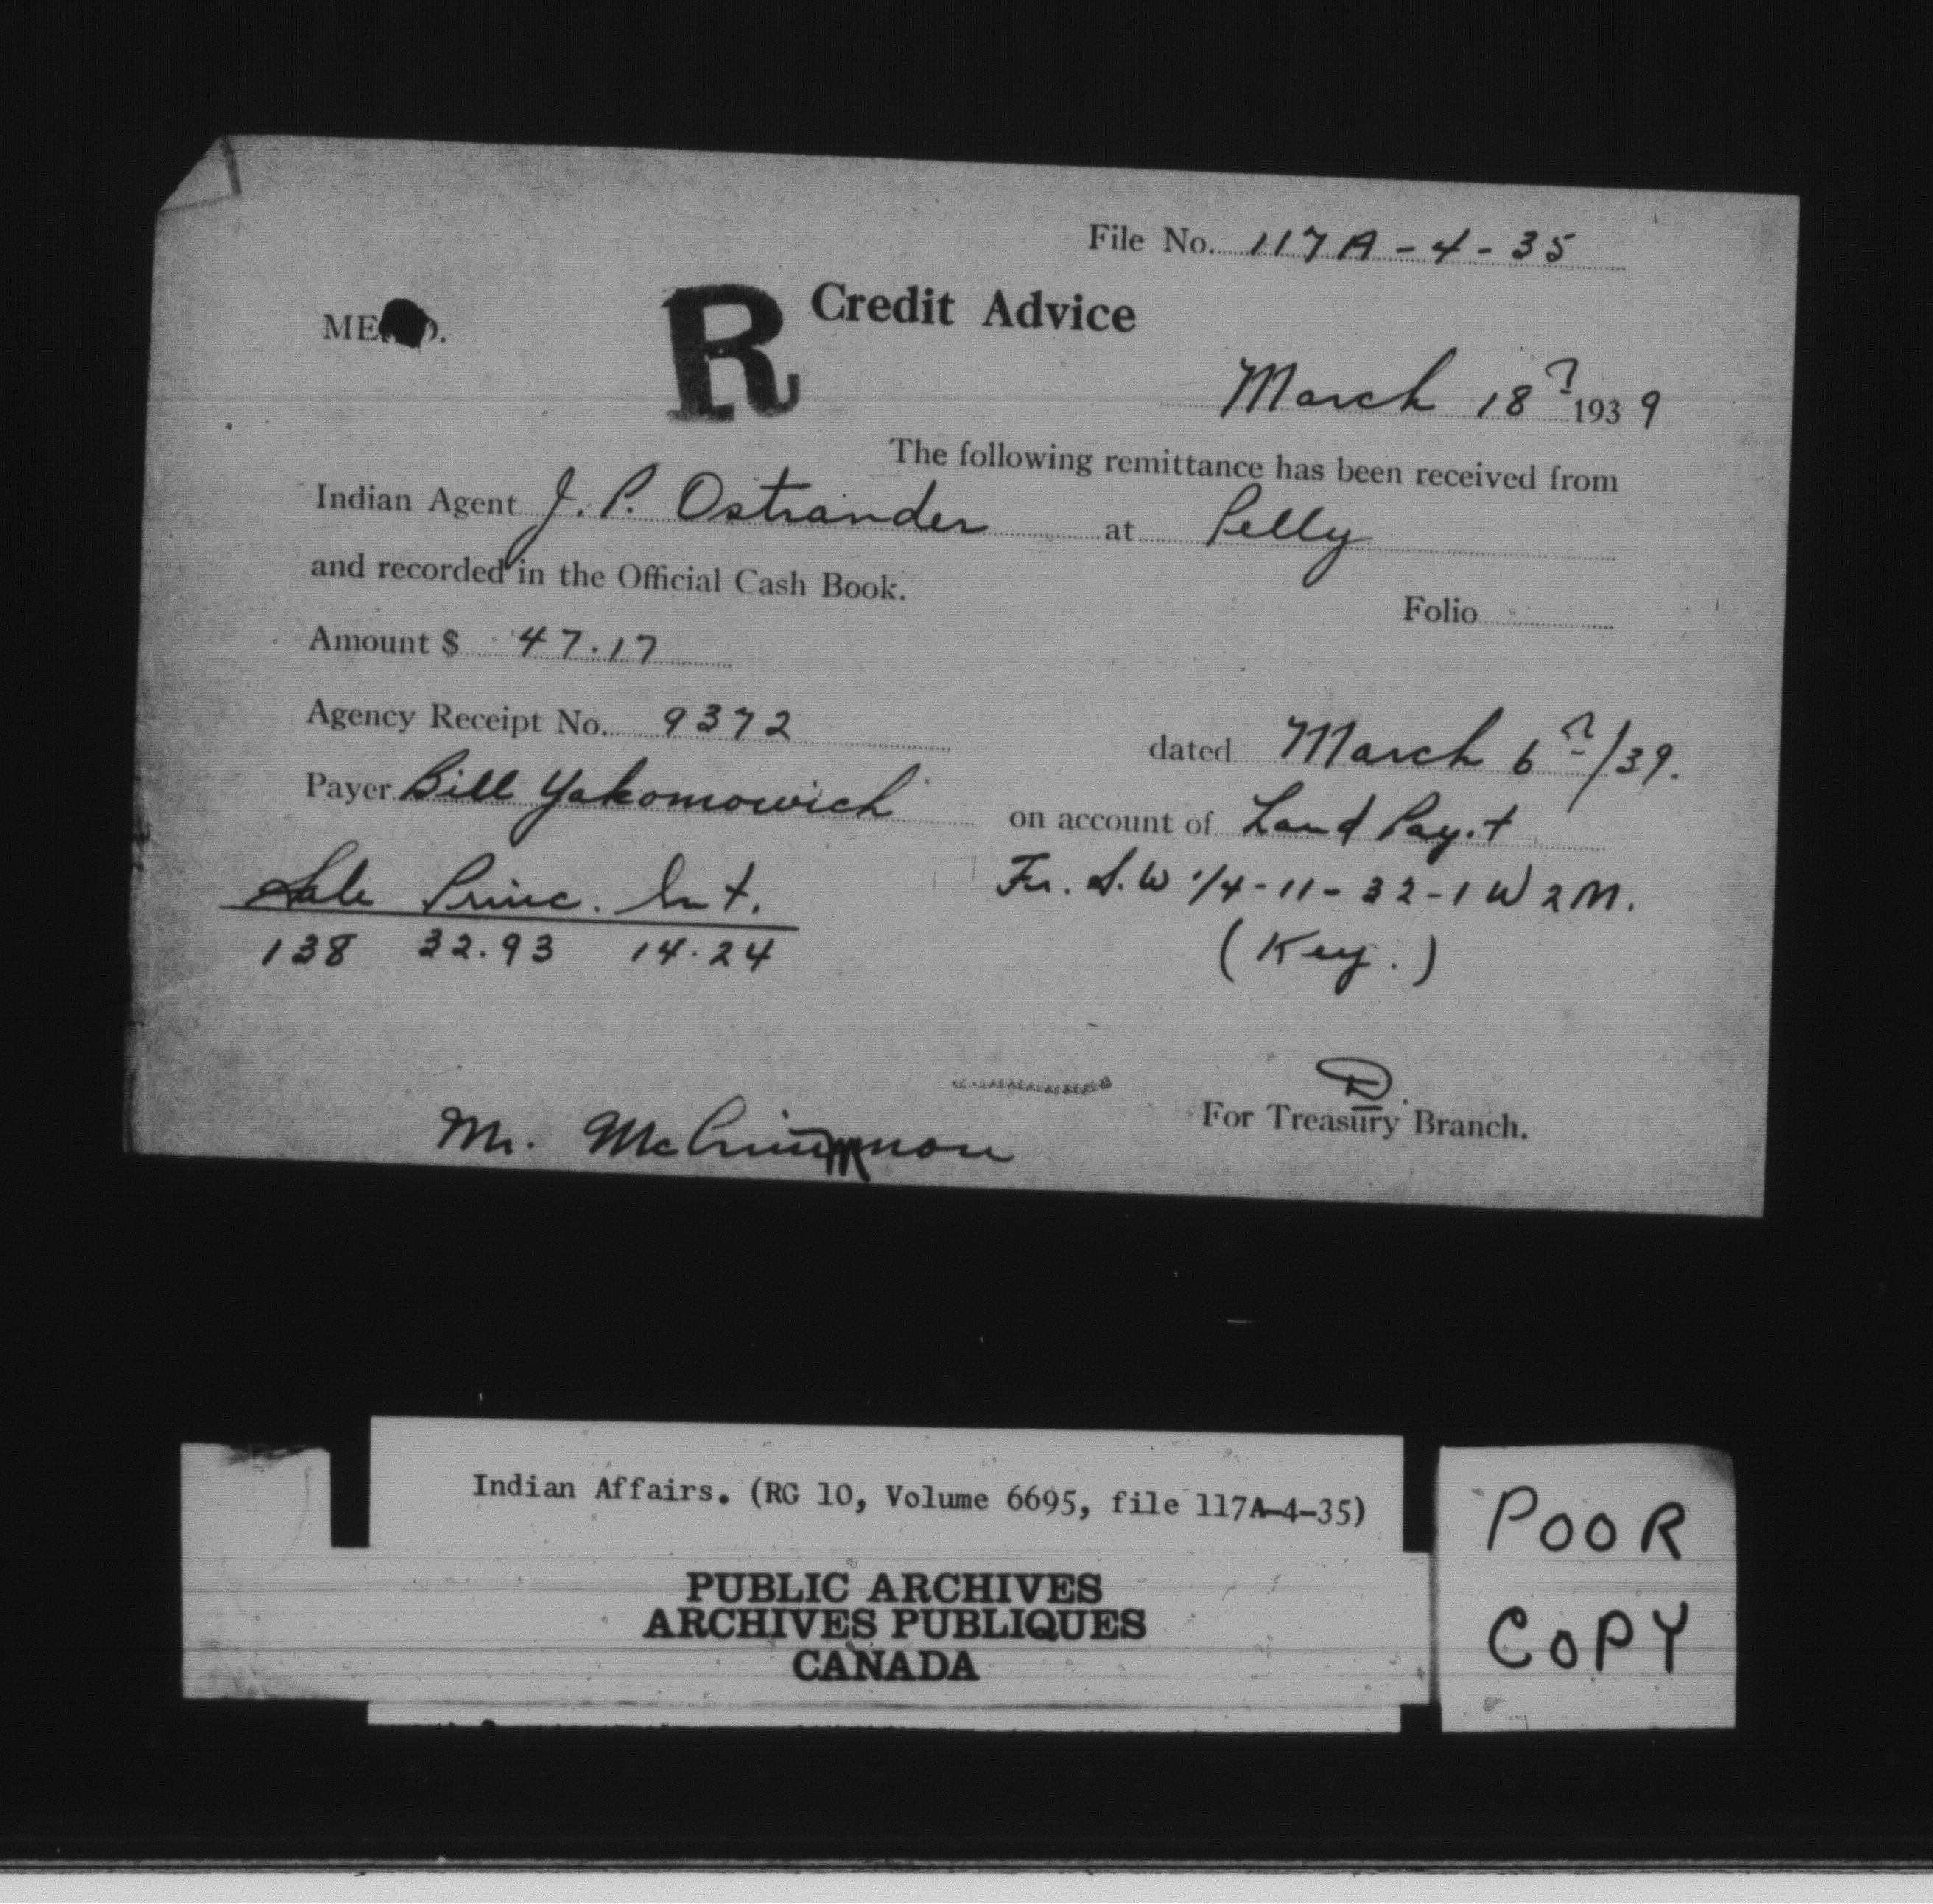 File No. 117A-4-35
MEMO.
R Credit Advice
March 18 1939
The following remittance has been received from
Indian Agent J. P. Ostrander at Pelly
and recorded in the Official Cash Book.
Folio
Amount $ 47.17
Agency Receipt No. 9372 dated March 6/39.
Payer Bill Yakomowich on account of Land Pay.t
Sale Princ. Int. Fr. S.W 1/4-11-32-1 W 2 M.
138 32.93 14.24 (Key.)
For Treasury Branch.
Mr. McCrimmon
Indian Affairs. (RG 10, Volume 6695, file 117A-4-35)
PUBLIC ARCHIVES
ARCHIVES PUBLIQUES
CANADA
POOR
COPY